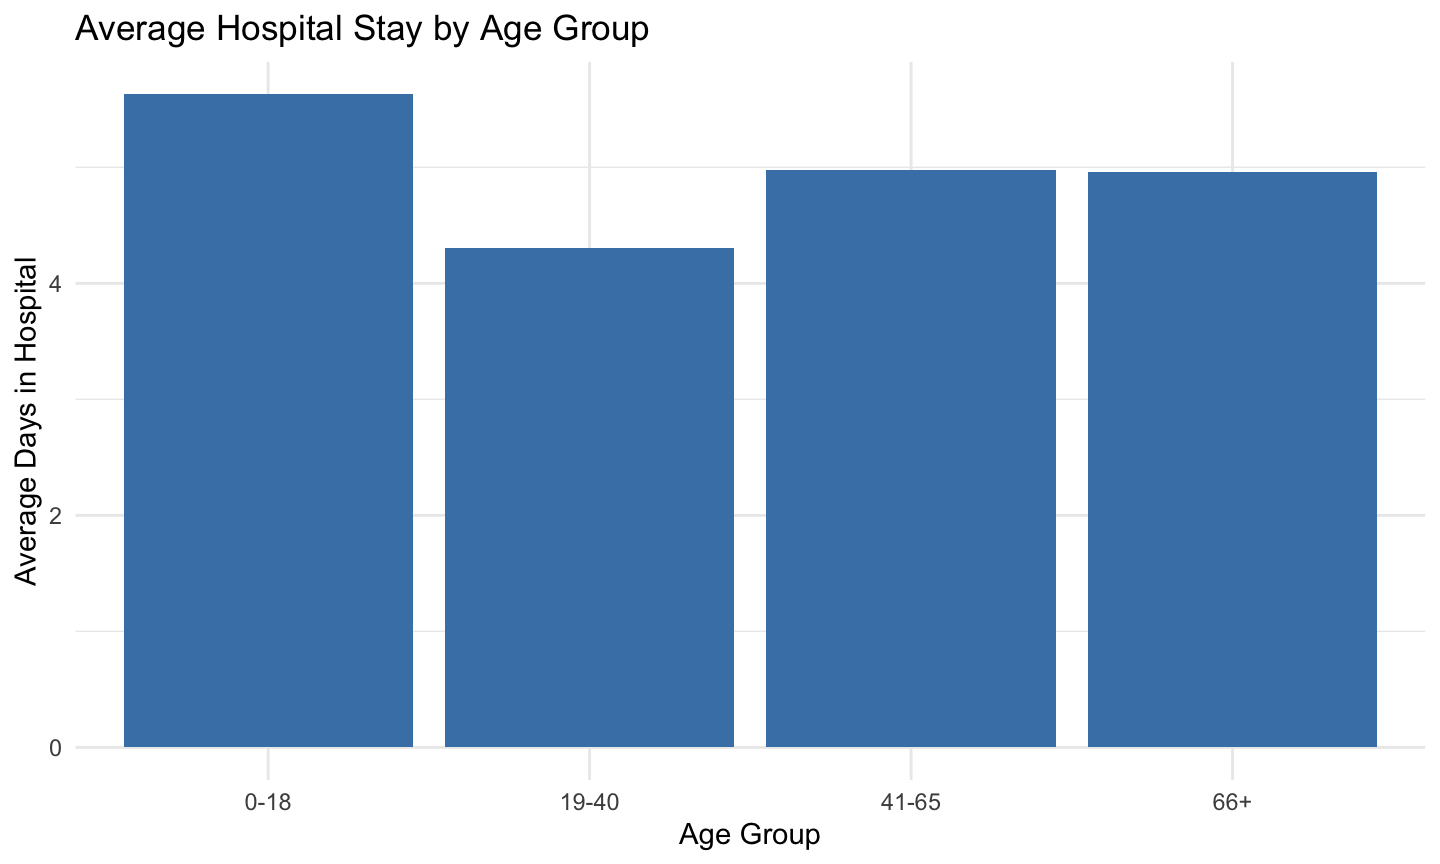 Average Hospital Stay by Age Group
Average Days in Hospital
4
2
0
0-18 19-40 41-65 66+
Age Group